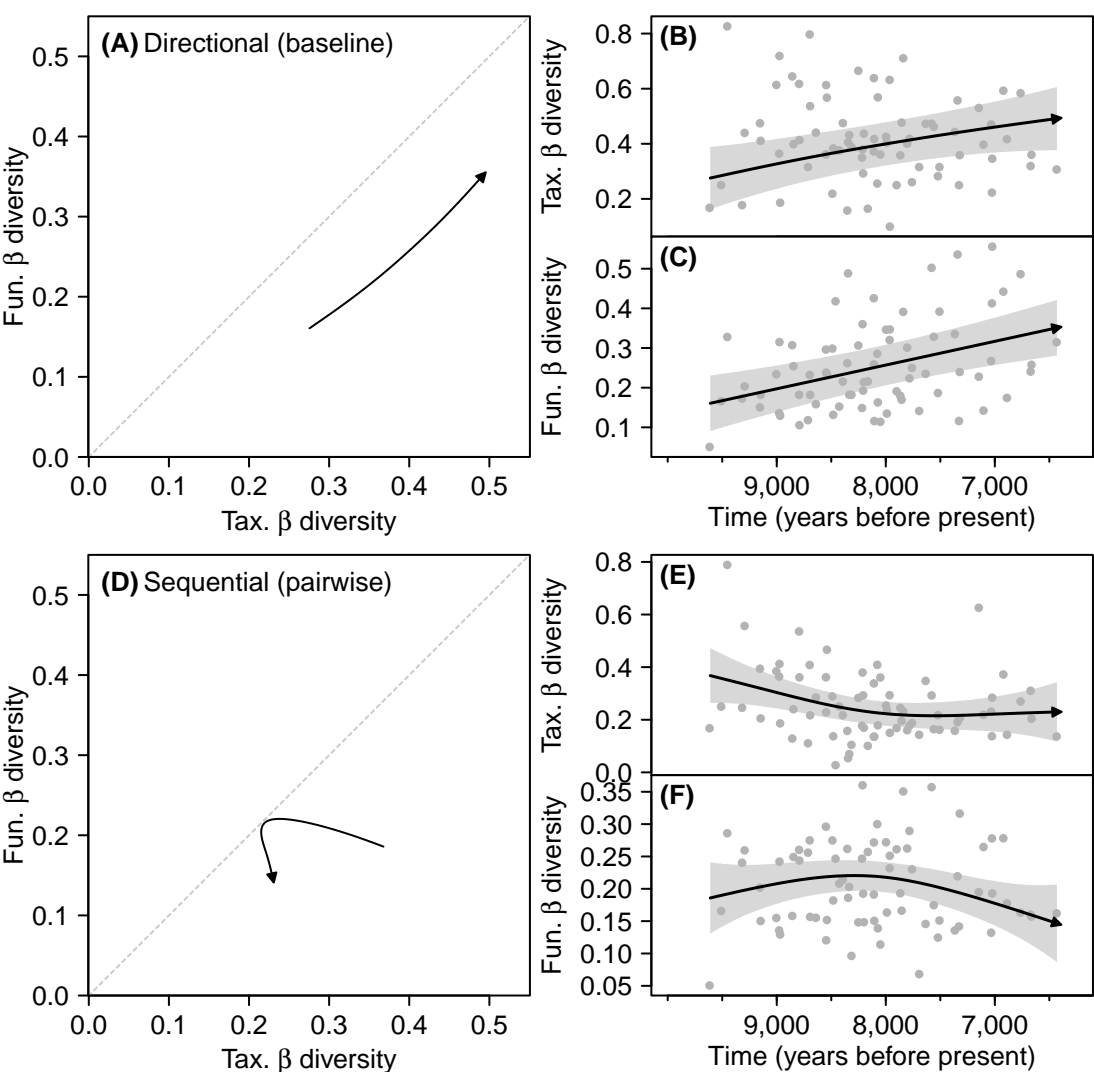 (A) Directional (baseline)
Fun. β diversity
0.5
0.4
0.3
0.2
0.1
0.0
0.0 0.1 0.2 0.3 0.4 0.5
Tax. β diversity
(B)
Tax. β diversity
0.8
0.6
0.4
0.2
(C)
Fun. β diversity
0.5
0.4
0.3
0.2
0.1
9,000 8,000 7,000
Time (years before present)
(D) Sequential (pairwise)
Fun. β diversity
0.5
0.4
0.3
0.2
0.1
0.0
0.0 0.1 0.2 0.3 0.4 0.5
Tax. β diversity
(E)
Tax. β diversity
0.8
0.6
0.4
0.2
0.0
(F)
Fun. β diversity
0.35
0.30
0.25
0.20
0.15
0.10
0.05
9,000 8,000 7,000
Time (years before present)